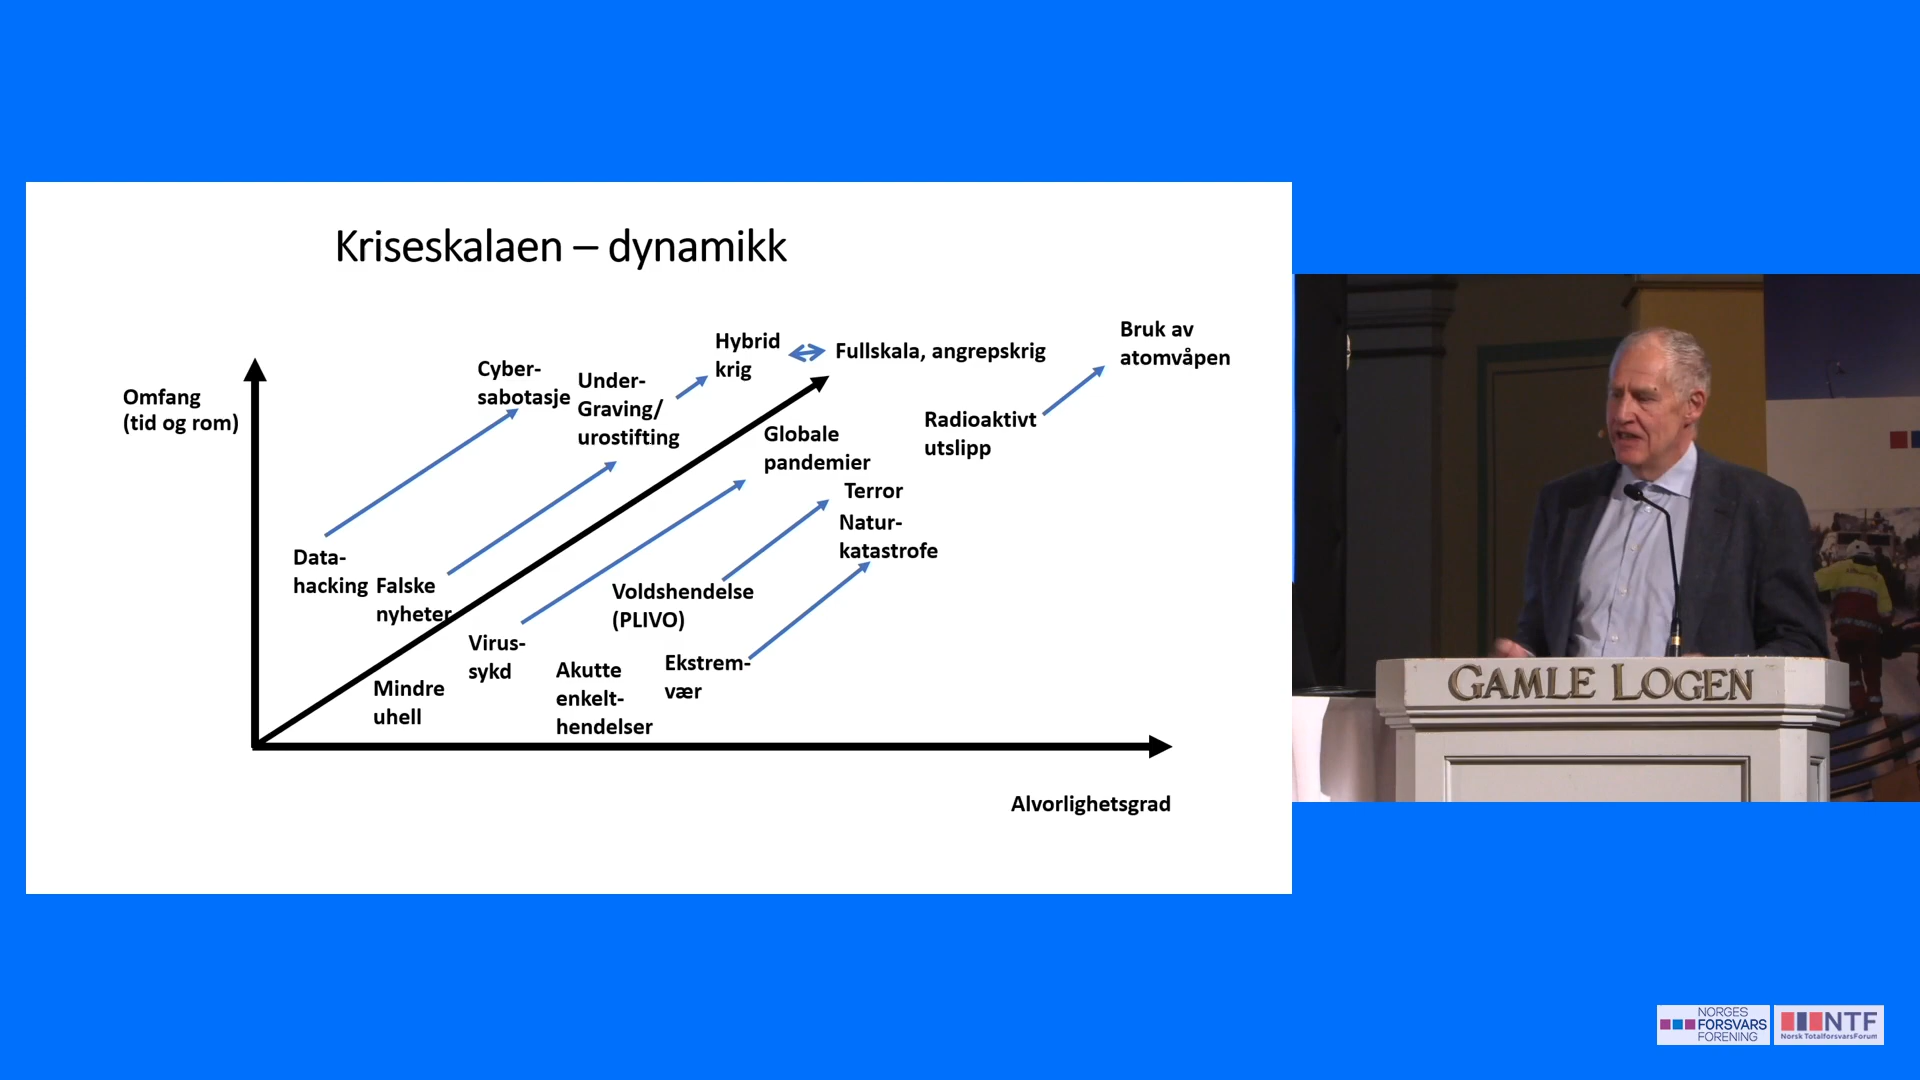 Kriseskalaen – dynamikk
Omfang
(tid og rom)
Cyber-
sabotasje
Under-
Graving/
urostifting
Hybrid
krig
Fullskala, angrepskrig
Bruk av
atomvåpen
Radioaktivt
utslipp
Globale
pandemier
Terror
Natur-
katastrofe
Data-
hacking
Falske
nyheter
Voldshendelse
(PLIVO)
Virus-
sykd
Akutte
enkelt-
hendelser
Ekstrem-
vær
Mindre
uhell
Alvorlighetsgrad
GAMLE LOGEN
NORGES
FORSVARS
FORENING
NTF
Norsk TotalforsvarsForum